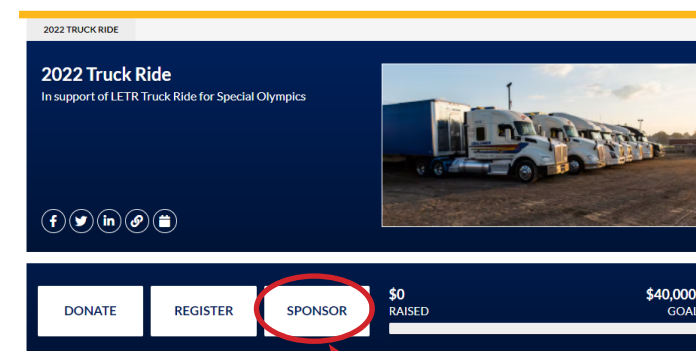 2022 TRUCK RIDE
2022 Truck Ride
In support of LETR Truck Ride for Special Olympics
DONATE
REGISTER
SPONSOR
$0
RAISED
$40,000
GOAL